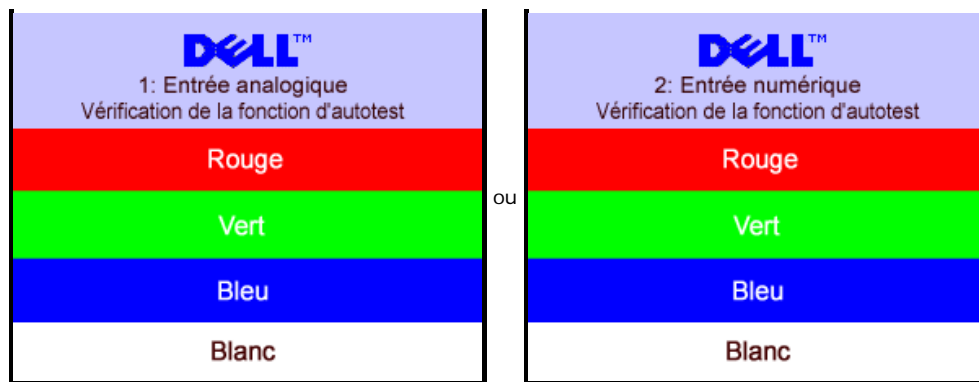 DELL™
1: Entrée analogique
Vérification de la fonction d'autotest
Rouge
Vert
Bleu
Blanc
ou
DELL™
2: Entrée numérique
Vérification de la fonction d'autotest
Rouge
Vert
Bleu
Blanc